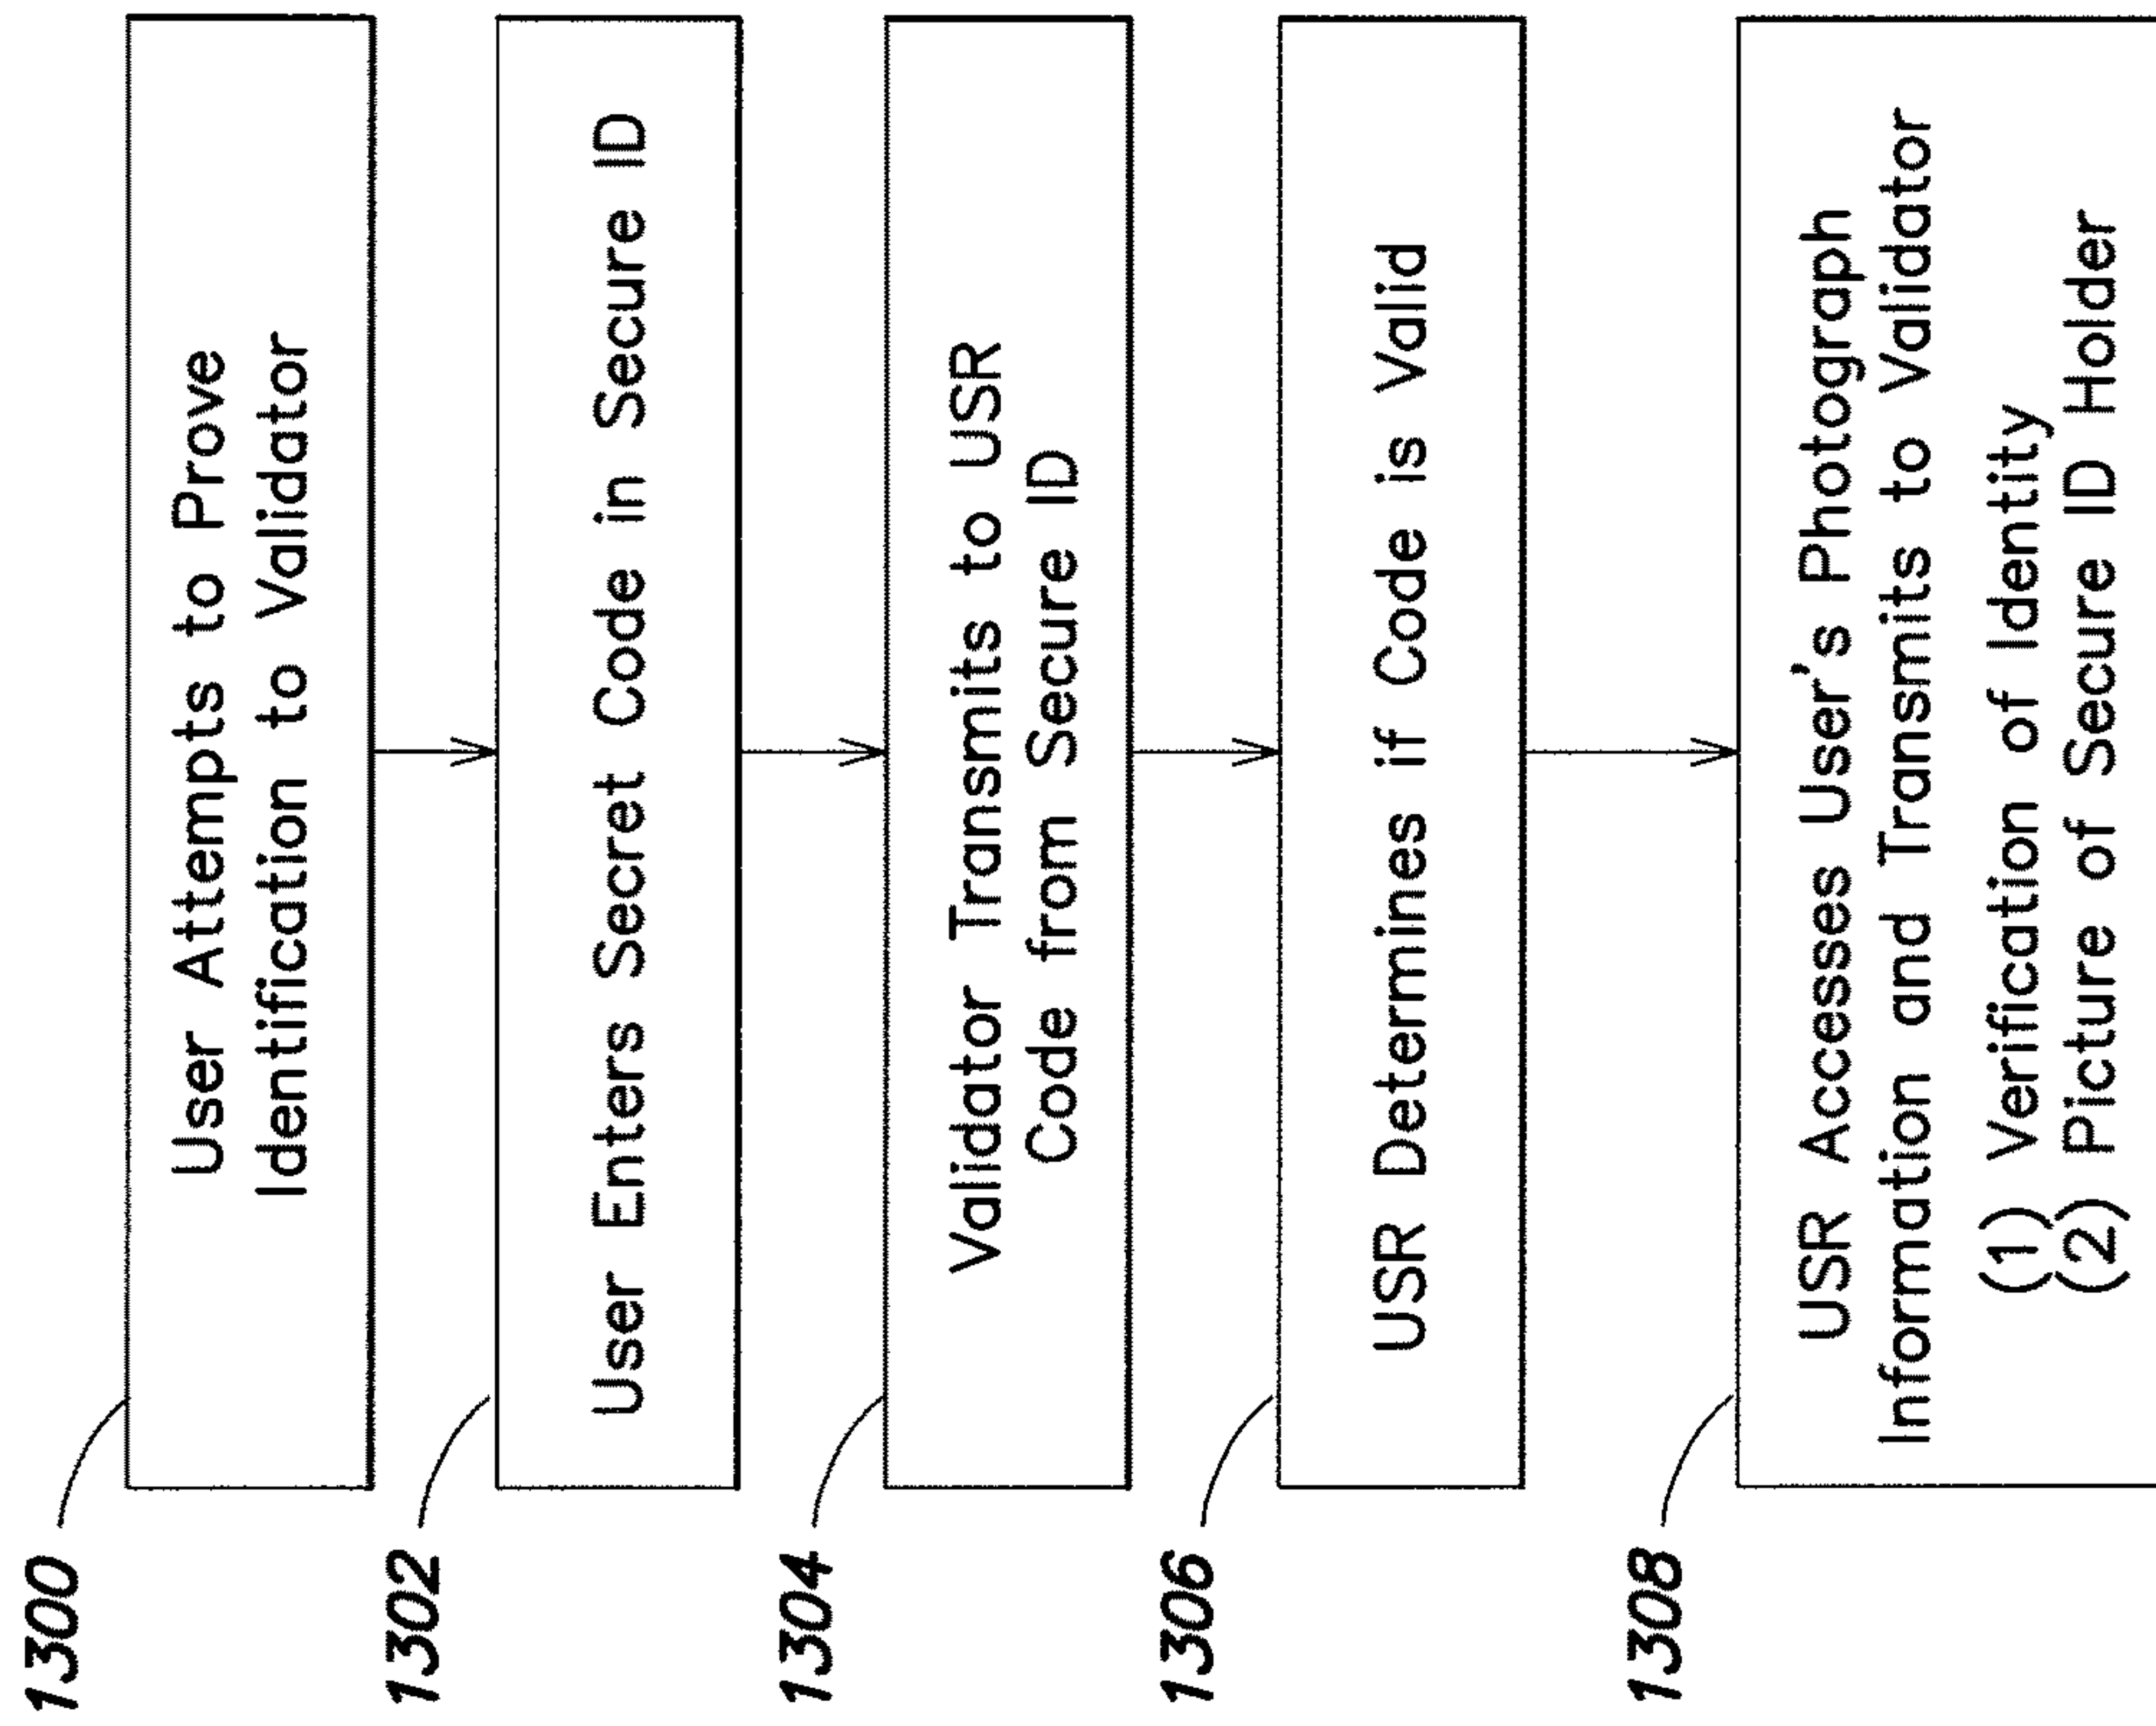 1300
User Attempts to Prove
Identification to Validator
1302
User Enters Secret Code in Secure ID
1304
Validator Transmits to USR
Code from Secure ID
1306
USR Determines if Code is Valid
1308
USR Accesses User's Photograph
Information and Transmits to Validator
(1) Verification of Identity
(2) Picture of Secure ID Holder